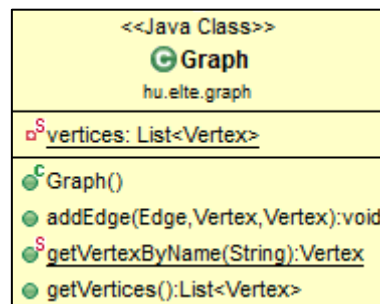 <<Java Class>>
C Graph
hu.elte.graph
S vertices: List<Vertex>
C Graph()
addEdge(Edge,Vertex,Vertex):void
S getVertexByName(String):Vertex
getVertices():List<Vertex>